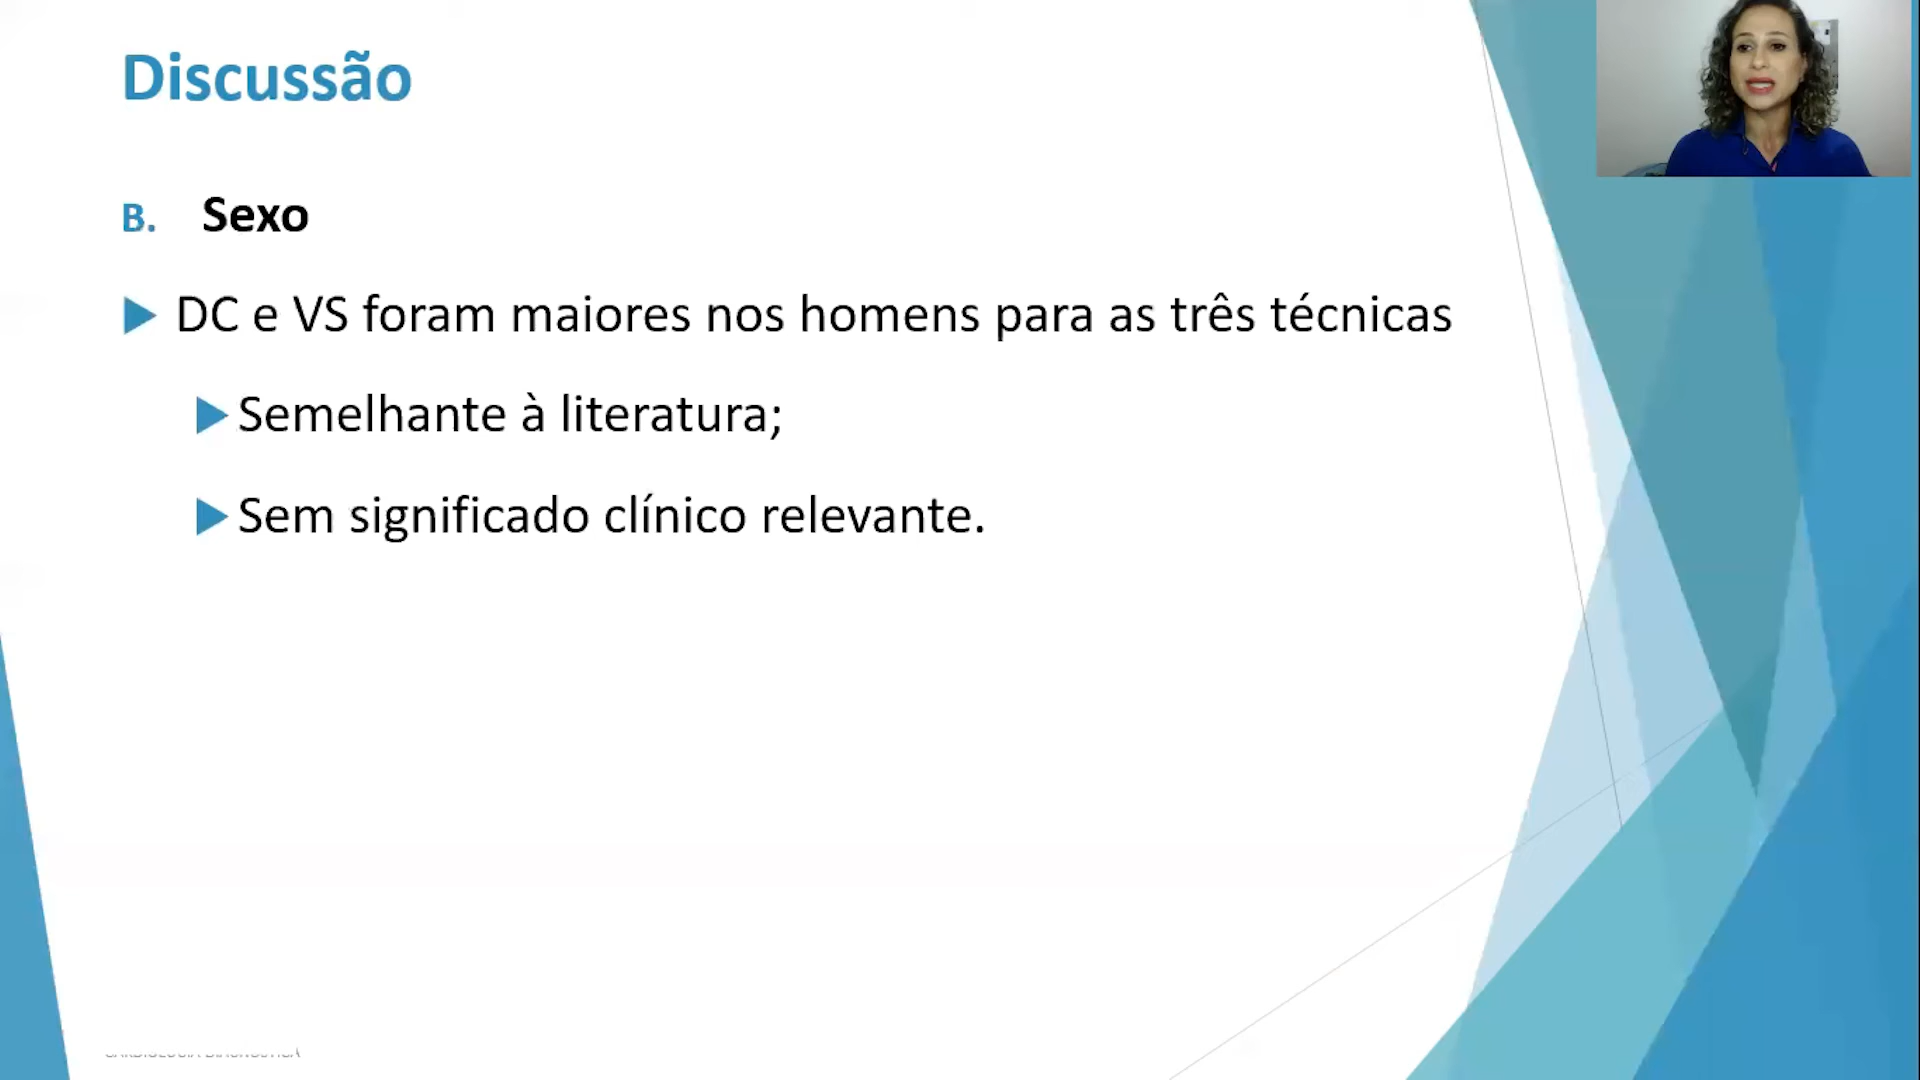 Discussão
B. Sexo
DC e VS foram maiores nos homens para as três técnicas
Semelhante à literatura;
Sem significado clínico relevante.